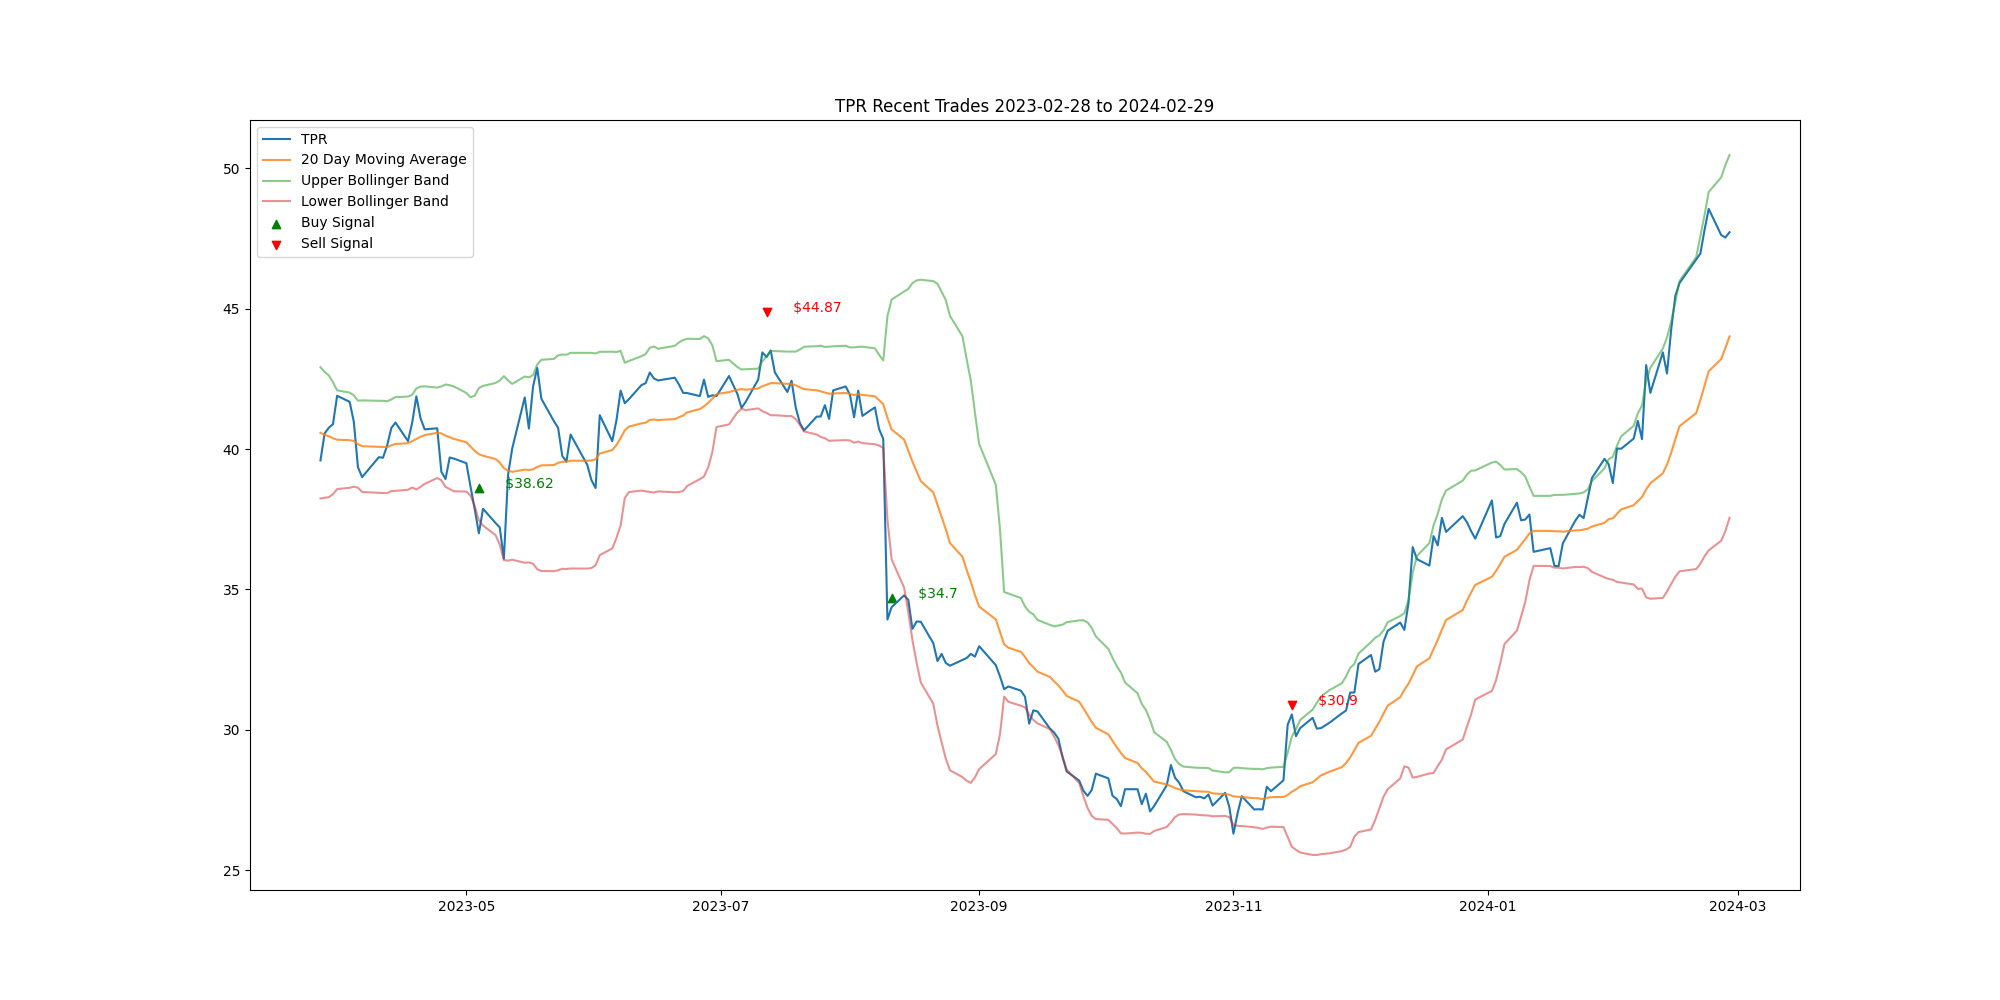 TPR Recent Trades 2023-02-28 to 2024-02-29
TPR
20 Day Moving Average
Upper Bollinger Band
Lower Bollinger Band
Buy Signal
Sell Signal
50
45
40
35
30
25
$44.87
$38.62
$34.7
$30.9
2023-05
2023-07
2023-09
2023-11
2024-01
2024-03